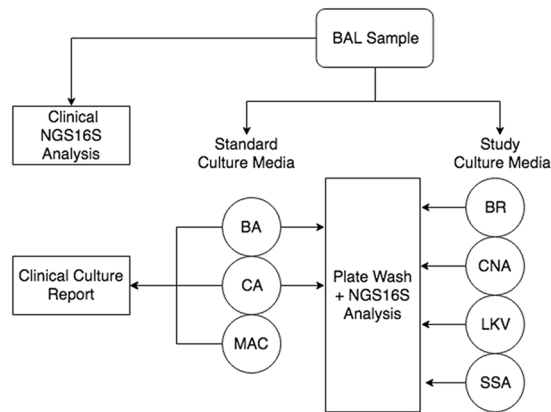 BAL Sample
Clinical
NGS16S
Analysis
Standard
Culture Media
Study
Culture Media
BA
CA
MAC
Clinical Culture
Report
Plate Wash
+ NGS16S
Analysis
BR
CNA
LKV
SSA